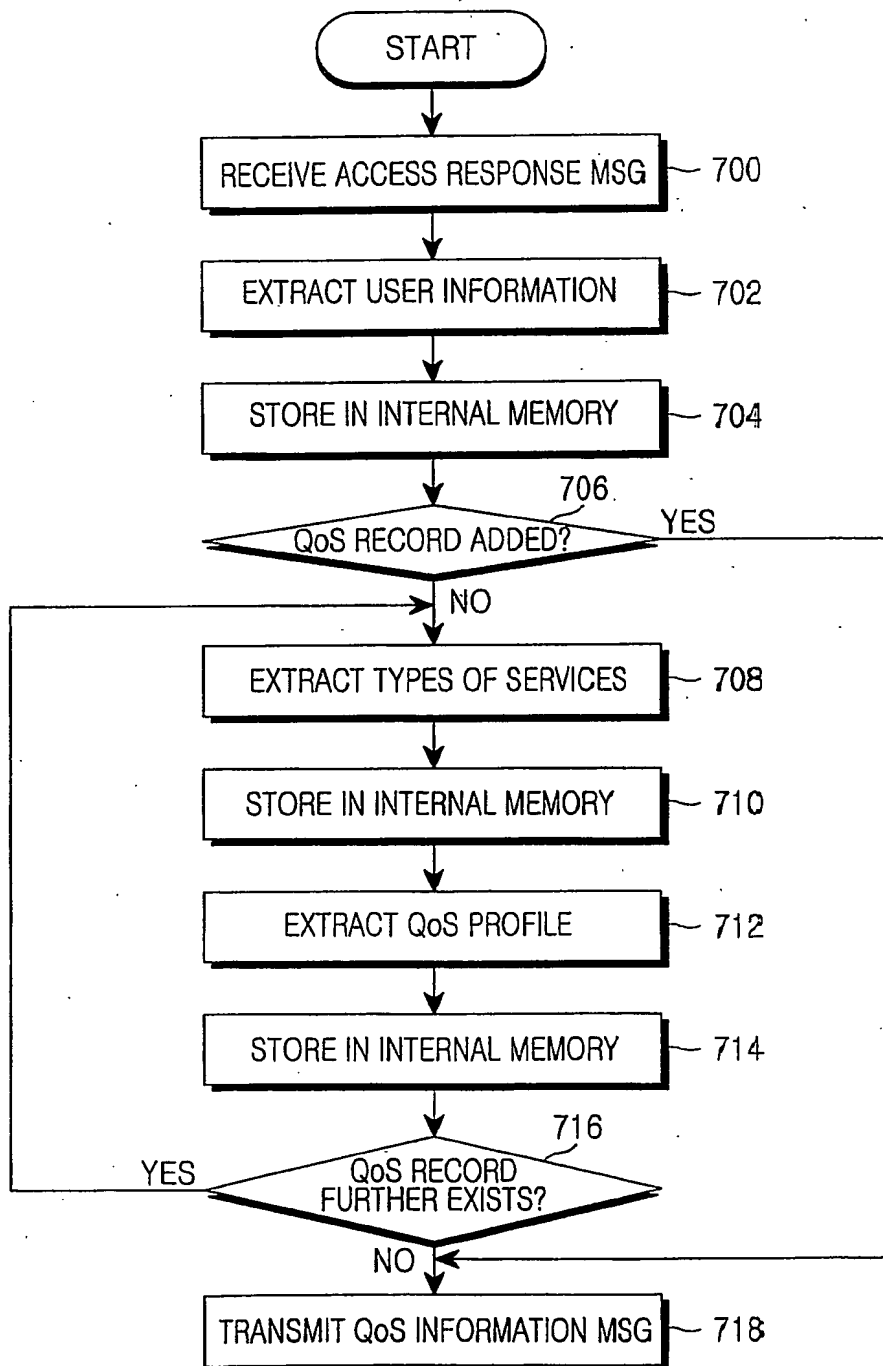 START
RECEIVE ACCESS RESPONSE MSG
700
EXTRACT USER INFORMATION
702
STORE IN INTERNAL MEMORY
704
706
QoS RECORD ADDED?
YES
NO
EXTRACT TYPES OF SERVICES
708
STORE IN INTERNAL MEMORY
710
EXTRACT QoS PROFILE
712
STORE IN INTERNAL MEMORY
714
716
YES
QoS RECORD
FURTHER EXISTS?
NO
TRANSMIT QoS INFORMATION MSG
718